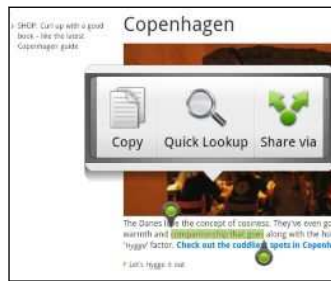 › SHOP: Curl up with a good
book – like the latest
Copenhagen guide
Copenhagen
Copy
Quick Lookup
Share via
The Danes love the concept of cosiness. They've even go
warmth and companionship that goes along with the ho
'hygge' factor. Check out the cuddliest spots in Copenh
› Let's hygge it out